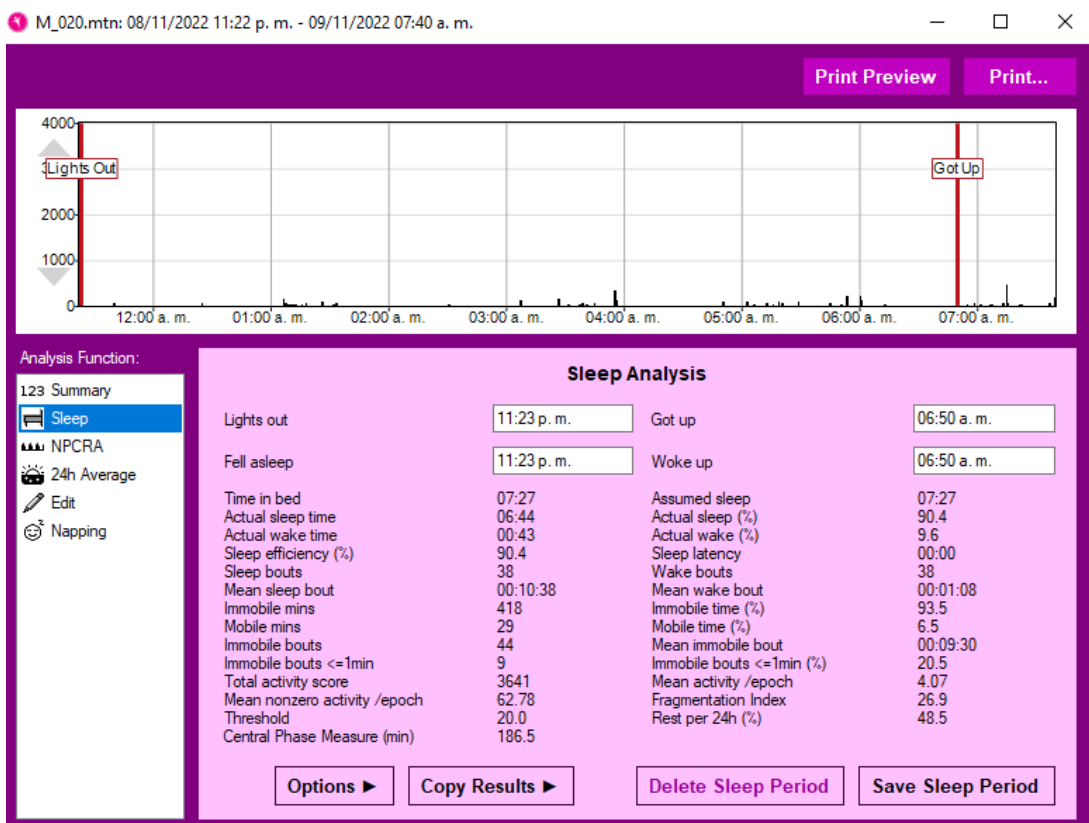 M_020.mtn: 08/11/2022 11:22 p. m. - 09/11/2022 07:40 a. m.
Print Preview Print...
4000
Lights Out Got Up
2000
1000
0
12:00 a. m. 01:00 a. m. 02:00 a. m. 03:00 a. m. 04:00 a. m. 05:00 a. m. 06:00 a. m. 07:00 a. m.
Analysis Function:
123 Summary
Sleep
NPCRA
24h Average
Edit
Napping
Sleep Analysis
Lights out 11:23 p. m. Got up 06:50 a. m.
Fell asleep 11:23 p. m. Woke up 06:50 a. m.
Time in bed 07:27 Assumed sleep 07:27
Actual sleep time 06:44 Actual sleep (%) 90.4
Actual wake time 00:43 Actual wake (%) 9.6
Sleep efficiency (%) 90.4 Sleep latency 00:00
Sleep bouts 38 Wake bouts 38
Mean sleep bout 00:10:38 Mean wake bout 00:01:08
Immobile mins 418 Immobile time (%) 93.5
Mobile mins 29 Mobile time (%) 6.5
Immobile bouts 44 Mean immobile bout 00:09:30
Immobile bouts <=1min 9 Immobile bouts <=1min (%) 20.5
Total activity score 3641 Mean activity /epoch 4.07
Mean nonzero activity /epoch 62.78 Fragmentation Index 26.9
Threshold 20.0 Rest per 24h (%) 48.5
Central Phase Measure (min) 186.5
Options ► Copy Results ► Delete Sleep Period Save Sleep Period